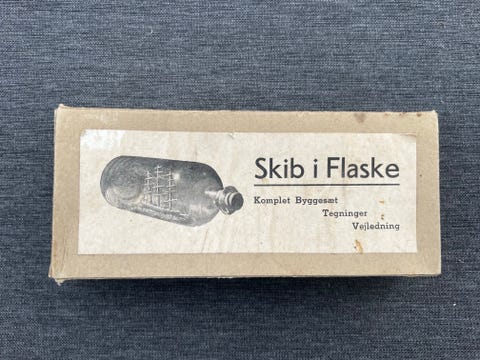 Skib i Flaske
Komplet Byggesæt
Tegninger
Vejledning